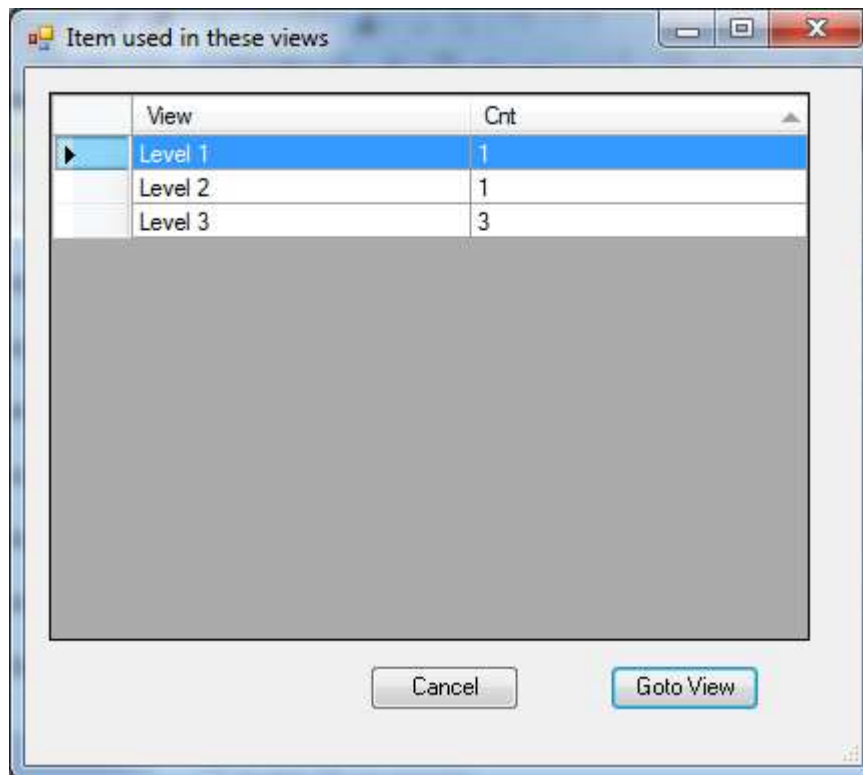 Item used in these views
View Cnt
Level 1 1
Level 2 1
Level 3 3
Cancel Goto View